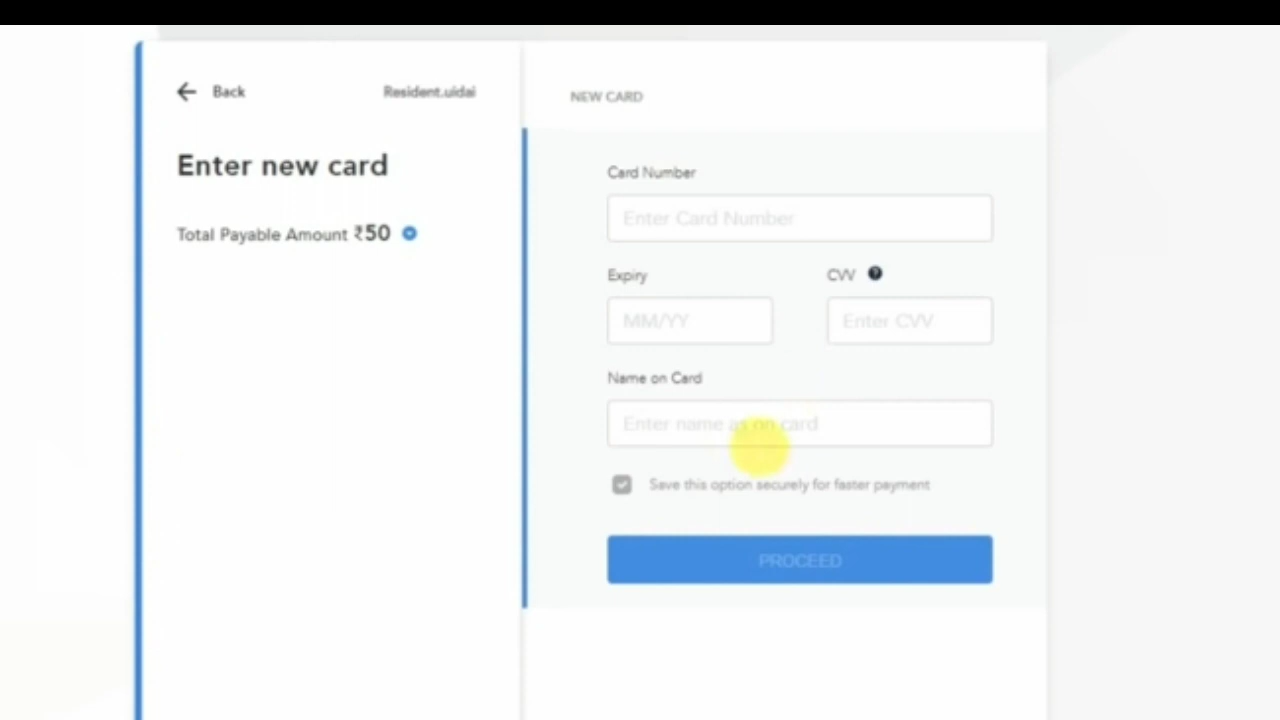 Back
Resident.uidai
Enter new card
Total Payable Amount ₹50
NEW CARD
Card Number
Enter Card Number
Expiry
CVV
MM/YY
Enter CVV
Name on Card
Enter name as on card
Save this option securely for faster payment
PROCEED